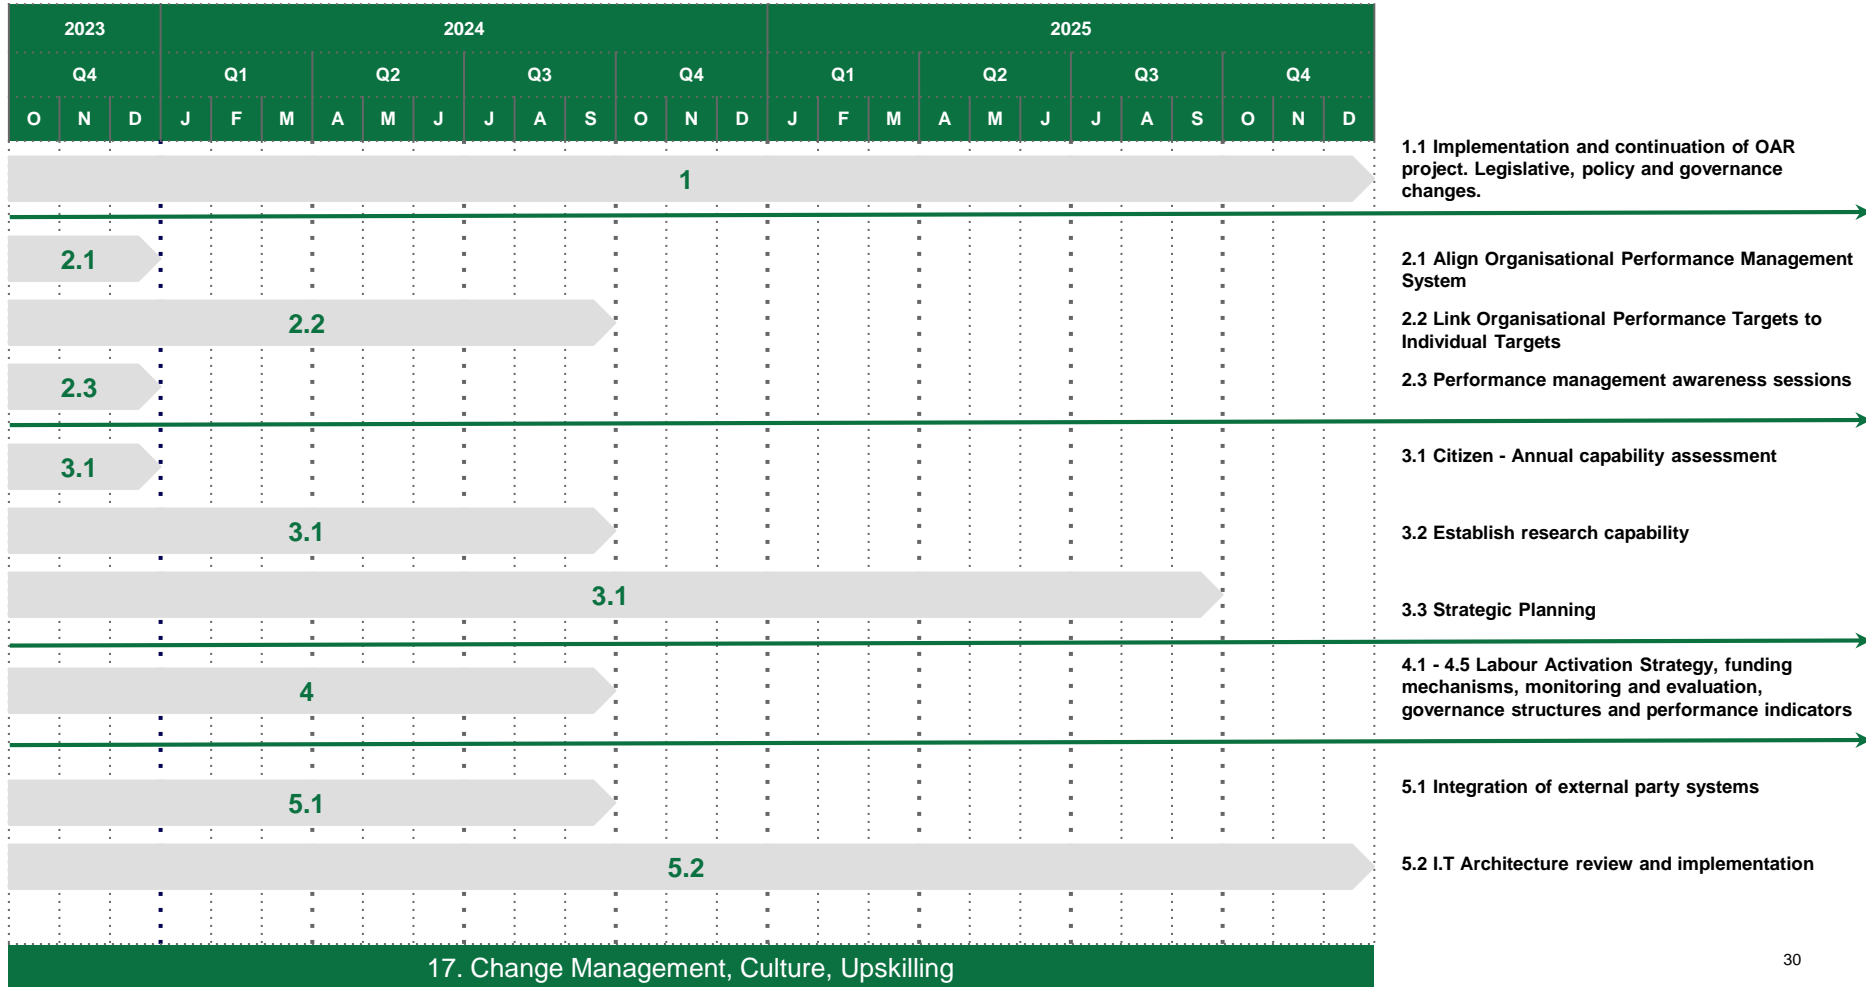 2023 2024 2025
Q4 Q1 Q2 Q3 Q4 Q1 Q2 Q3 Q4
O N D J F M A M J J A S O N D J F M A M J J A S O N D
1
1.1 Implementation and continuation of OAR
project. Legislative, policy and governance
changes.
2.1
2.1 Align Organisational Performance Management
System
2.2
2.2 Link Organisational Performance Targets to
Individual Targets
2.3
2.3 Performance management awareness sessions
3.1
3.1 Citizen - Annual capability assessment
3.1
3.2 Establish research capability
3.1
3.3 Strategic Planning
4
4.1 - 4.5 Labour Activation Strategy, funding
mechanisms, monitoring and evaluation,
governance structures and performance indicators
5.1
5.1 Integration of external party systems
5.2
5.2 I.T Architecture review and implementation
17. Change Management, Culture, Upskilling
30